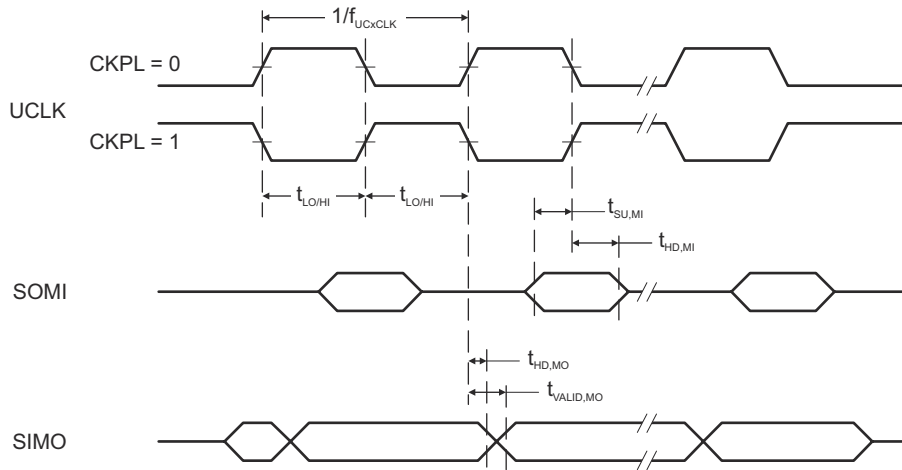 1/fUCxCLK
CKPL = 0
UCLK
CKPL = 1
tLO/HI tLO/HI
tSU,MI
tHD,MI
SOMI
tHD,MO
tVALID,MO
SIMO